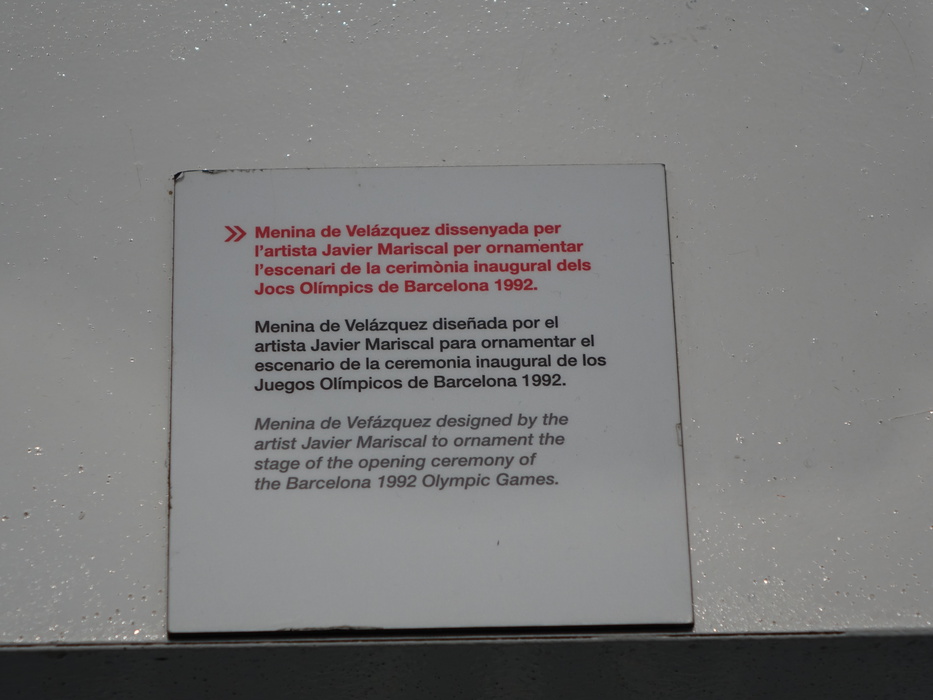 Menina de Velázquez dissenyada per
l'artista Javier Mariscal per ornamentar
l'escenari de la cerimònia inaugural dels
Jocs Olímpics de Barcelona 1992.
Menina de Velázquez diseñada por el
artista Javier Mariscal para ornamentar el
escenario de la ceremonia inaugural de los
Juegos Olímpicos de Barcelona 1992.
Menina de Vefázquez designed by the
artist Javier Mariscal to ornament the
stage of the opening ceremony of
the Barcelona 1992 Olympic Games.